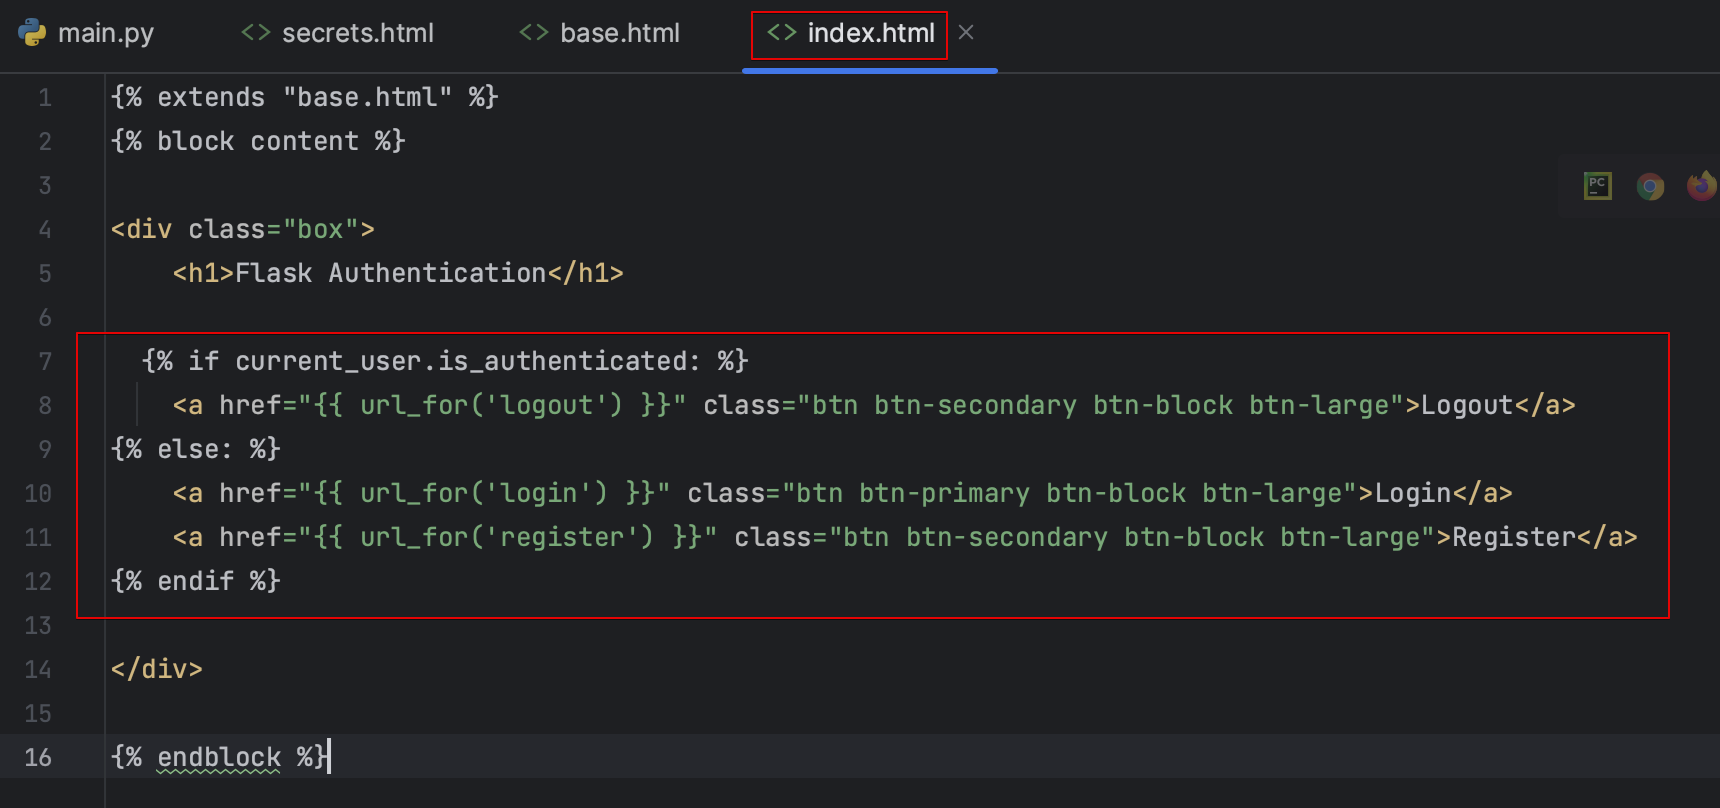 main.py <> secrets.html <> base.html <> index.html ×
1 {% extends "base.html" %}
2 {% block content %}
3
PC
4 <div class="box">
5 <h1>Flask Authentication</h1>
6
7 {% if current_user.is_authenticated: %}
8 <a href="{{ url_for('logout') }}" class="btn btn-secondary btn-block btn-large">Logout</a>
9 {% else: %}
10 <a href="{{ url_for('login') }}" class="btn btn-primary btn-block btn-large">Login</a>
11 <a href="{{ url_for('register') }}" class="btn btn-secondary btn-block btn-large">Register</a>
12 {% endif %}
13
14 </div>
15
16 {% endblock %}